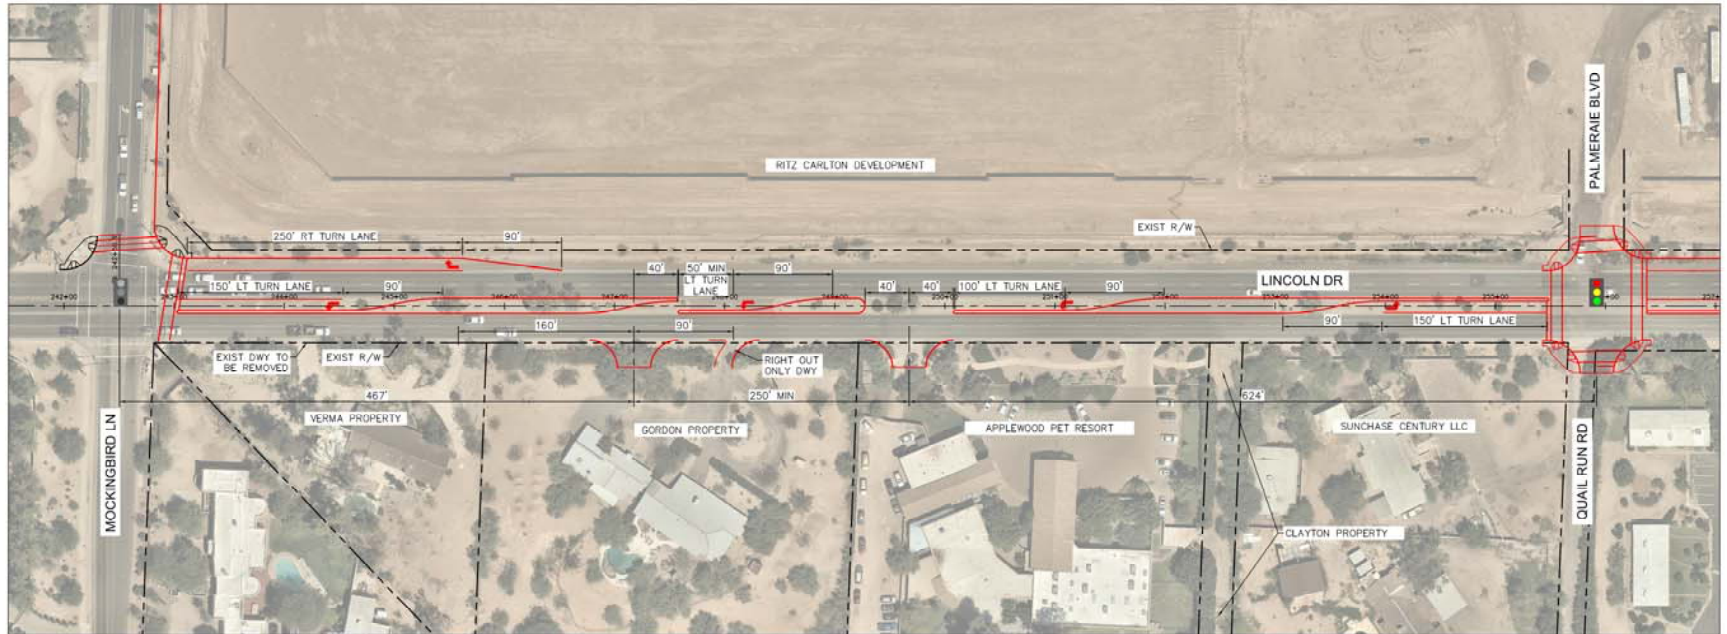 RITZ CARLTON DEVELOPMENT
PALMERAIE BLVD
EXIST R/W
250' RT TURN LANE
90'
40'
50' MIN
LT TURN
LANE
90'
LINCOLN DR
150' LT TURN LANE
90'
40'
40'
100' LT TURN LANE
90'
242+00
160'
90'
90'
150' LT TURN LANE
EXIST DWY TO
BE REMOVED
EXIST R/W
RIGHT OUT
ONLY DWY
467'
250' MIN
624'
MOCKINGBIRD LN
VERMA PROPERTY
GORDON PROPERTY
APPLEWOOD PET RESORT
SUNCHASE CENTURY LLC
QUAIL RUN RD
CLAYTON PROPERTY